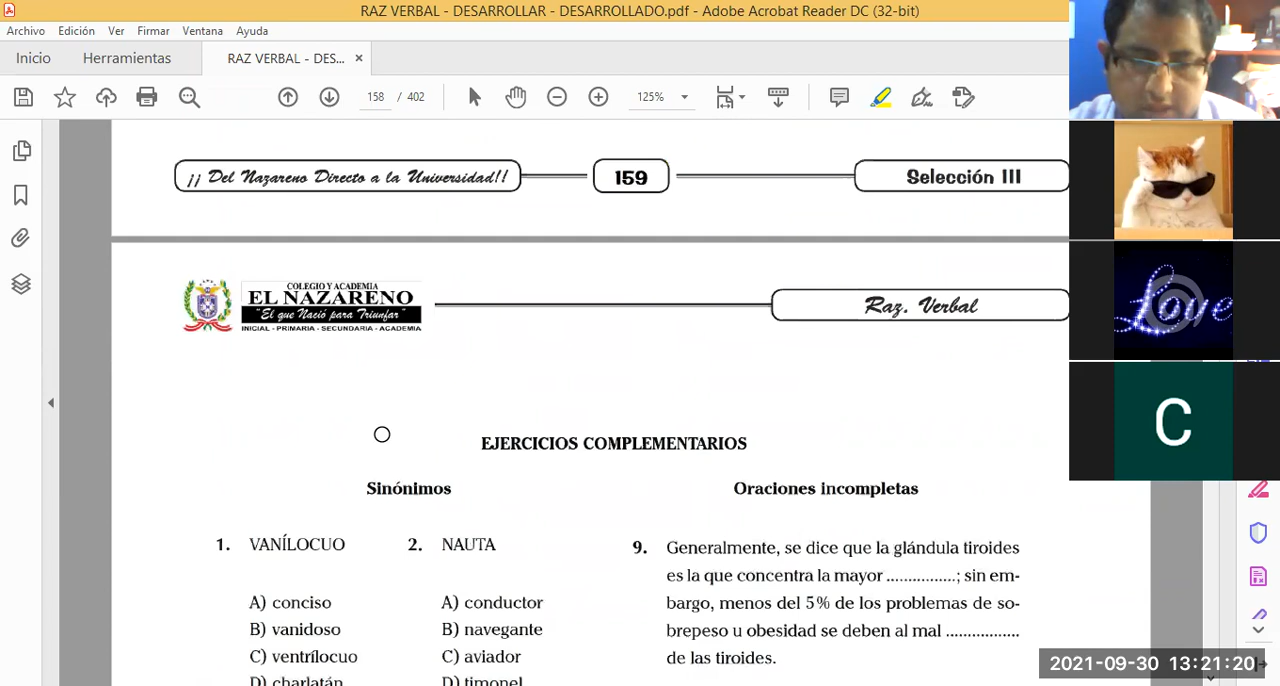 RAZ VERBAL - DESARROLLAR - DESARROLLADO.pdf - Adobe Acrobat Reader DC (32-bit)
Archivo Edición Ver Firmar Ventana Ayuda
Inicio Herramientas RAZ VERBAL - DES... ×
158 / 402 125%
¡¡ Del Nazareno Directo a la Universidad!! 159 Selección III
COLEGIO Y ACADEMIA
EL NAZARENO
"El que Nació para Triunfar"
INICIAL - PRIMARIA - SECUNDARIA - ACADEMIA
Raz. Verbal
Love
C
EJERCICIOS COMPLEMENTARIOS
Sinónimos
1. VANÍLOCUO
A) conciso
B) vanidoso
C) ventrílocuo
D) charlatán
2. NAUTA
A) conductor
B) navegante
C) aviador
D) timonel
Oraciones incompletas
9. Generalmente, se dice que la glándula tiroides
es la que concentra la mayor ...............; sin em-
bargo, menos del 5% de los problemas de so-
brepeso u obesidad se deben al mal ................
de las tiroides.
2021-09-30 13:21:20